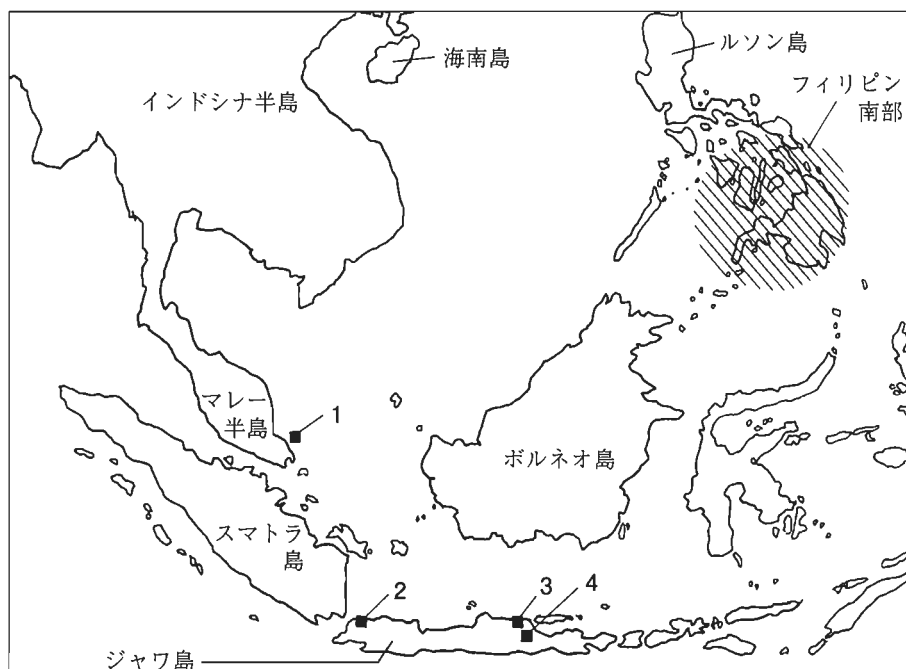 海南島
ルソン島
インドシナ半島
フィリピン
南部
マレー
半島
1
ボルネオ島
スマトラ
島
2
3
4
ジャワ島